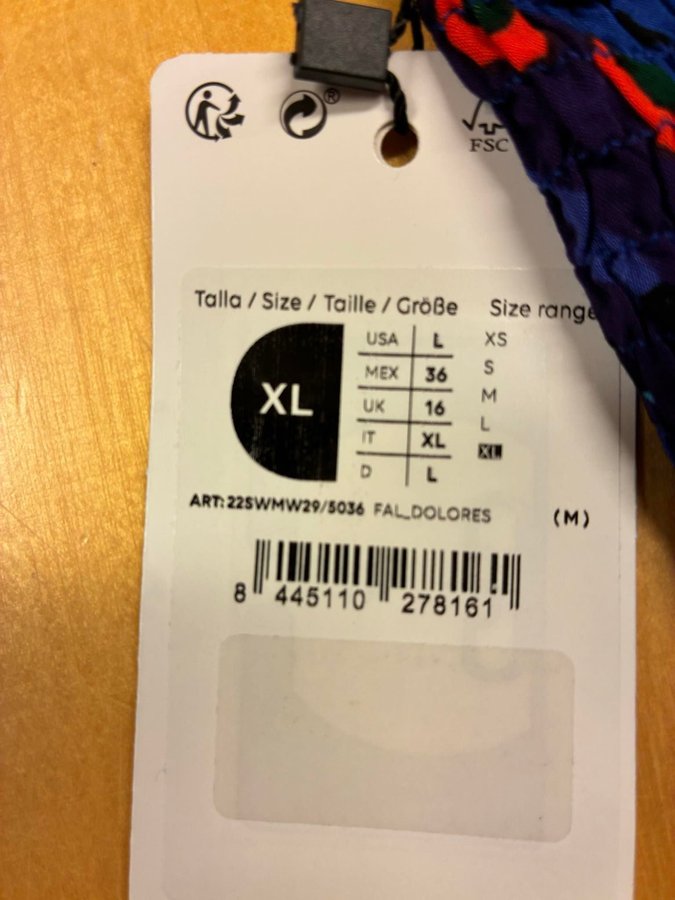 ®
FSC
Talla / Size / Taille / Größe Size range
XL
USA L XS
MEX 36 S
UK 16 M
IT XL L
D L XL
ART: 22SWMW29/5036 FAL_DOLORES (M)
8 445110 278161